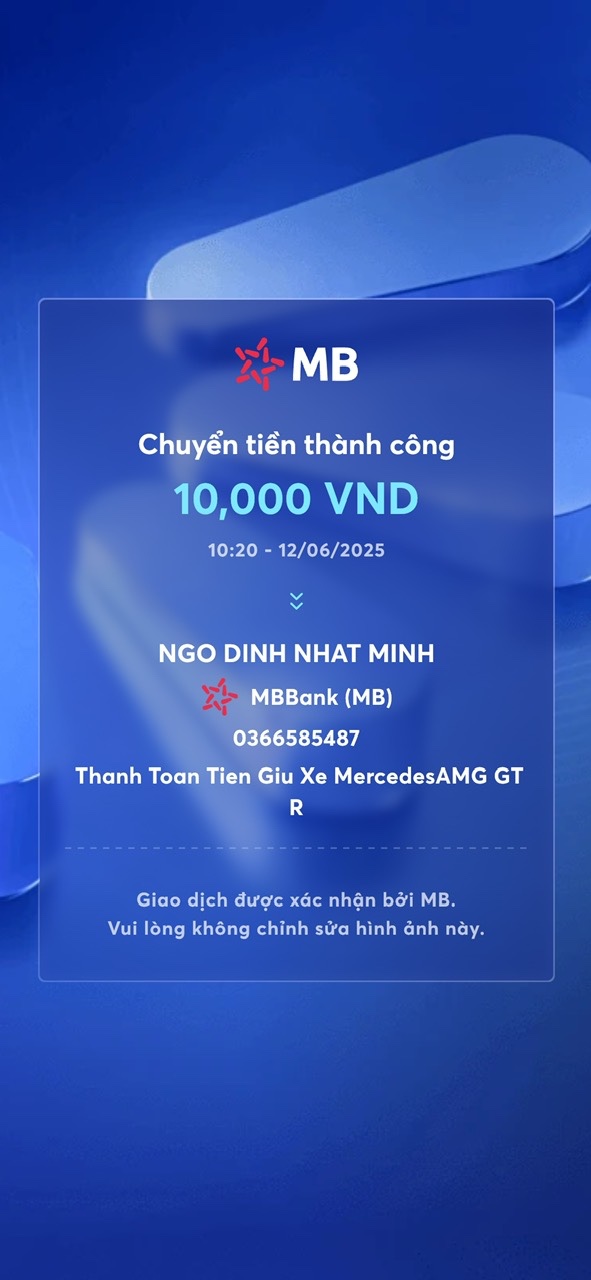 MB
Chuyển tiền thành công
10,000 VND
10:20 - 12/06/2025
NGO DINH NHAT MINH
MBBank (MB)
0366585487
Thanh Toan Tien Giu Xe MercedesAMG GT
R
Giao dịch được xác nhận bởi MB.
Vui lòng không chỉnh sửa hình ảnh này.